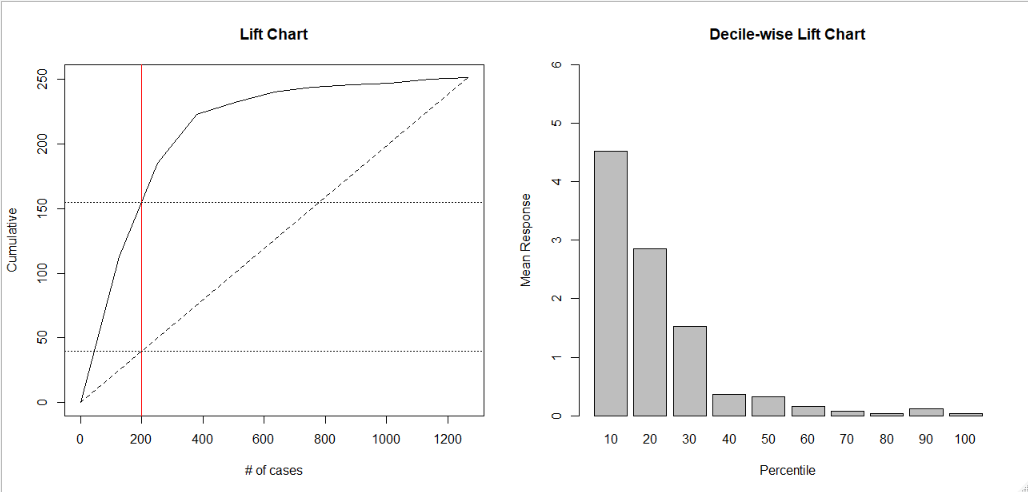 Lift Chart
250
200
150
100
50
0
Cumulative
0 200 400 600 800 1000 1200
# of cases
Decile-wise Lift Chart
6
5
4
3
2
1
0
Mean Response
10 20 30 40 50 60 70 80 90 100
Percentile